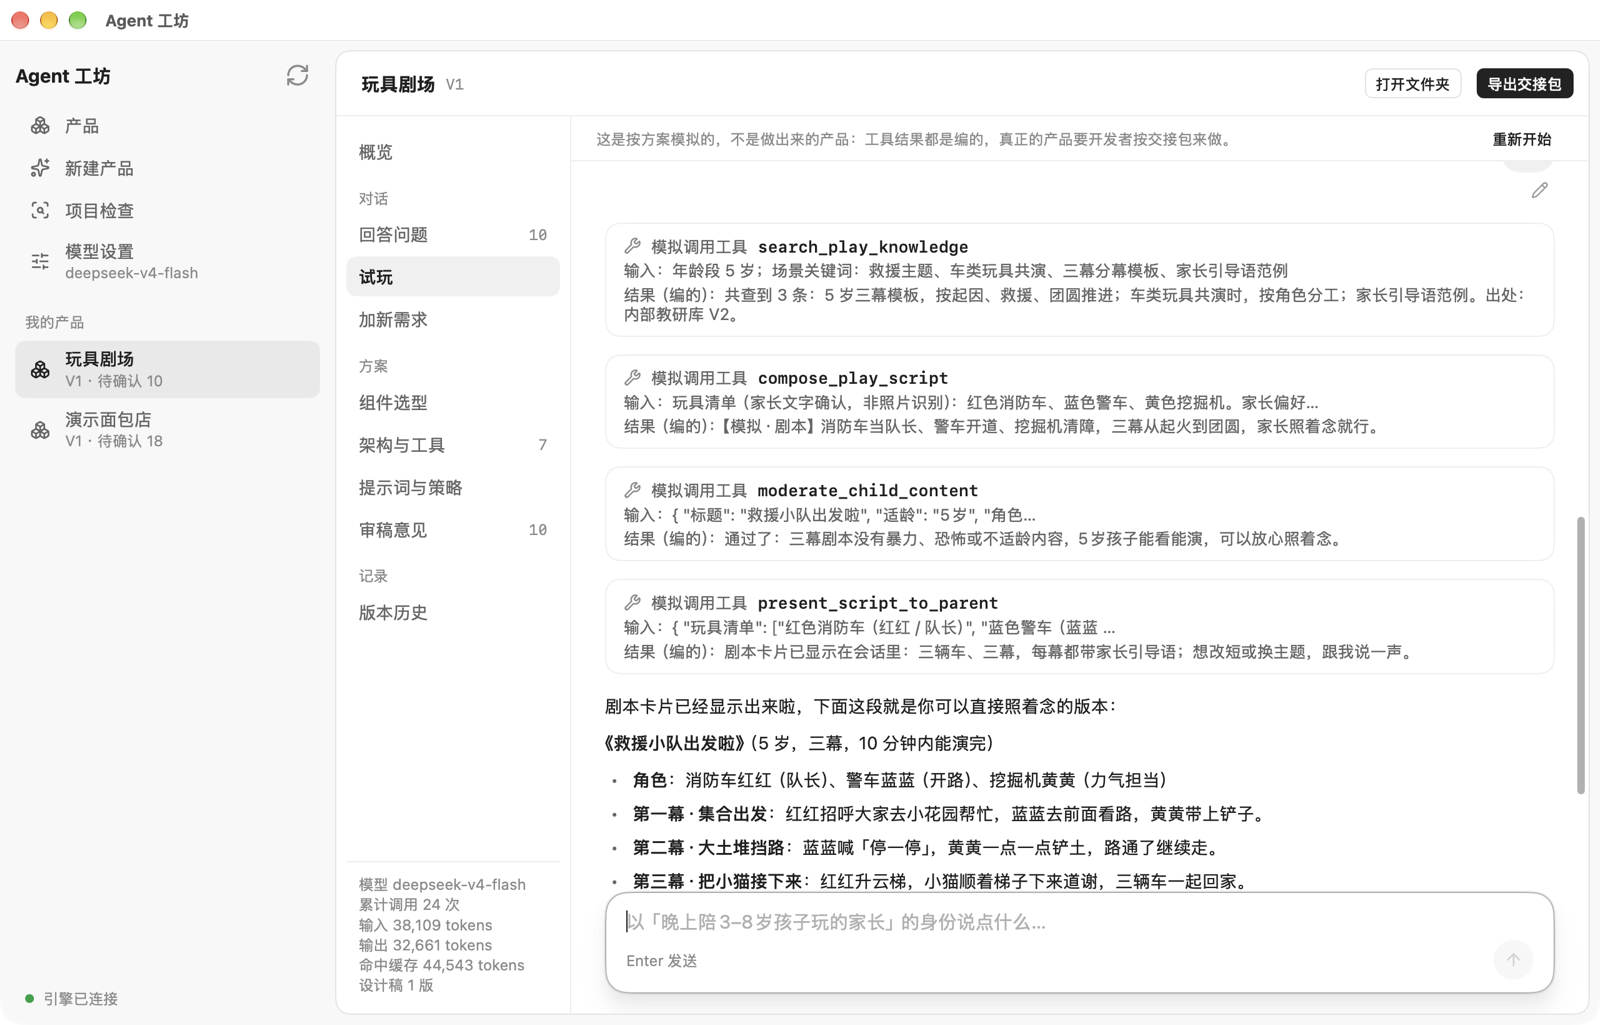 Agent 工坊
Agent 工坊
产品
新建产品
项目检查
模型设置
deepseek-v4-flash
我的产品
玩具剧场
V1 · 待确认 10
演示面包店
V1 · 待确认 18
引擎已连接
玩具剧场 V1
打开文件夹
导出交接包
概览
对话
回答问题 10
试玩
加新需求
方案
组件选型
架构与工具 7
提示词与策略
审稿意见 10
记录
版本历史
模型 deepseek-v4-flash
累计调用 24 次
输入 38,109 tokens
输出 32,661 tokens
命中缓存 44,543 tokens
设计稿 1 版
这是按方案模拟的，不是做出来的产品：工具结果都是编的，真正的产品要开发者按交接包来做。
重新开始
模拟调用工具 search_play_knowledge
输入：年龄段 5 岁；场景关键词：救援主题、车类玩具共演、三幕分幕模板、家长引导语范例
结果（编的）：共查到 3 条：5 岁三幕模板，按起因、救援、团圆推进；车类玩具共演时，按角色分工；家长引导语范例。出处：
内部教研库 V2。
模拟调用工具 compose_play_script
输入：玩具清单（家长文字确认，非照片识别）：红色消防车、蓝色警车、黄色挖掘机。家长偏好...
结果（编的）：【模拟 · 剧本】消防车当队长、警车开道、挖掘机清障，三幕从起火到团圆，家长照着念就行。
模拟调用工具 moderate_child_content
输入：{ "标题": "救援小队出发啦", "适龄": "5岁", "角色...
结果（编的）：通过了：三幕剧本没有暴力、恐怖或不适龄内容，5岁孩子能看能演，可以放心照着念。
模拟调用工具 present_script_to_parent
输入：{ "玩具清单": ["红色消防车（红红 / 队长）", "蓝色警车（蓝蓝 ...
结果（编的）：剧本卡片已显示在会话里：三辆车、三幕，每幕都带家长引导语；想改短或换主题，跟我说一声。
剧本卡片已经显示出来啦，下面这段就是你可以直接照着念的版本：
《救援小队出发啦》（5 岁，三幕，10 分钟内能演完）
• 角色：消防车红红（队长）、警车蓝蓝（开路）、挖掘机黄黄（力气担当）
• 第一幕 · 集合出发：红红招呼大家去小花园帮忙，蓝蓝去前面看路，黄黄带上铲子。
• 第二幕 · 大土堆挡路：蓝蓝喊「停一停」，黄黄一点一点铲土，路通了继续走。
• 第三幕 · 把小猫接下来：红红升云梯，小猫顺着梯子下来道谢，三辆车一起回家。
以「晚上陪 3–8 岁孩子玩的家长」的身份说点什么...
Enter 发送